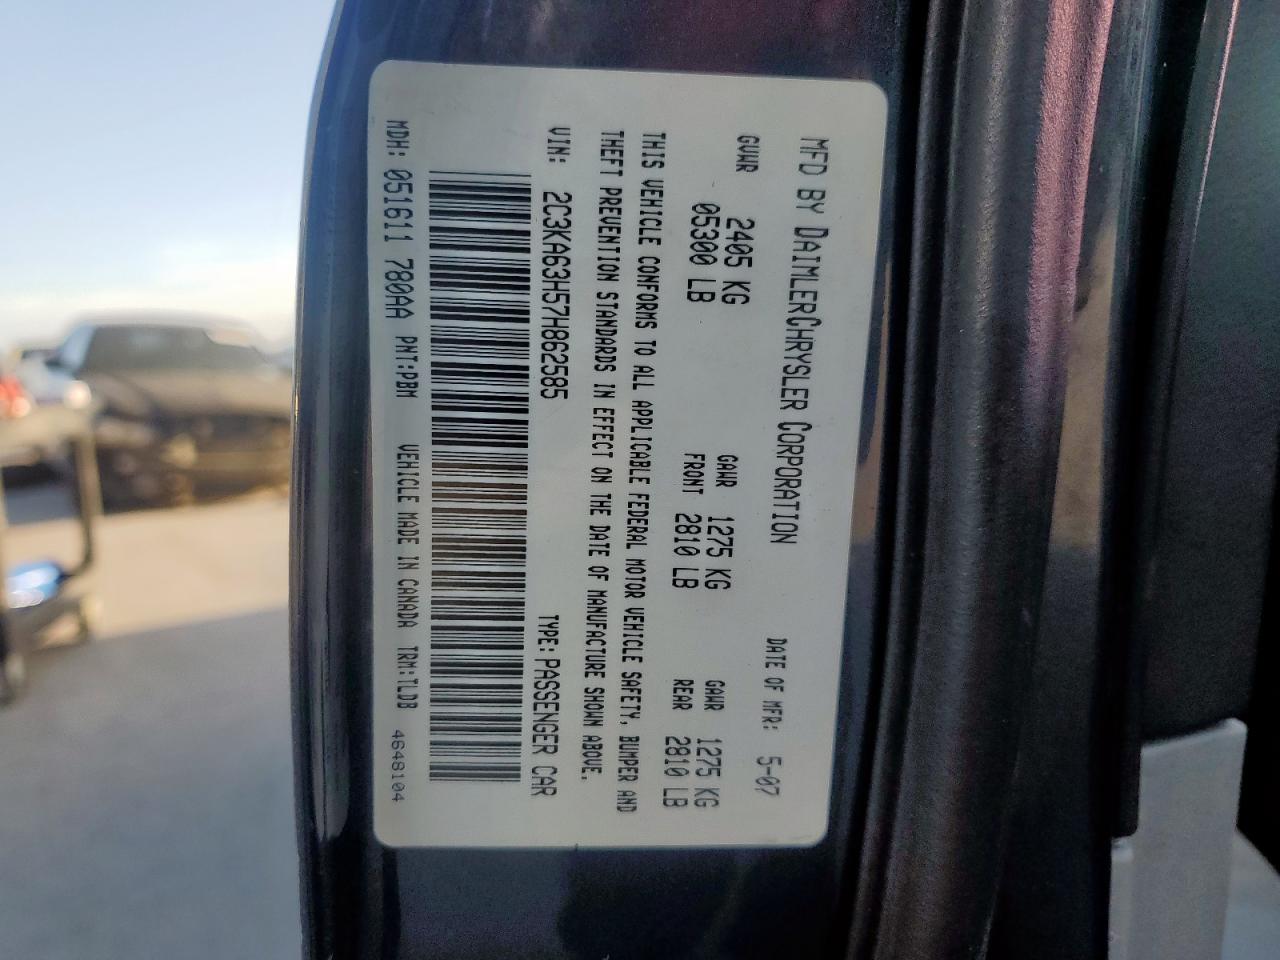 MFD BY DAIMLERCHRYSLER CORPORATION DATE OF MFR: 5-07
GVWR 2405 KG GAWR 1275 KG GAWR 1275 KG
05300 LB FRONT 2810 LB REAR 2810 LB
THIS VEHICLE CONFORMS TO ALL APPLICABLE FEDERAL MOTOR VEHICLE SAFETY, BUMPER AND
THEFT PREVENTION STANDARDS IN EFFECT ON THE DATE OF MANUFACTURE SHOWN ABOVE.
VIN: 2C3KA63H57H862585 TYPE: PASSENGER CAR
MDH: 051611 780AA PNT:PBM VEHICLE MADE IN CANADA TRM:TLDB 4648104